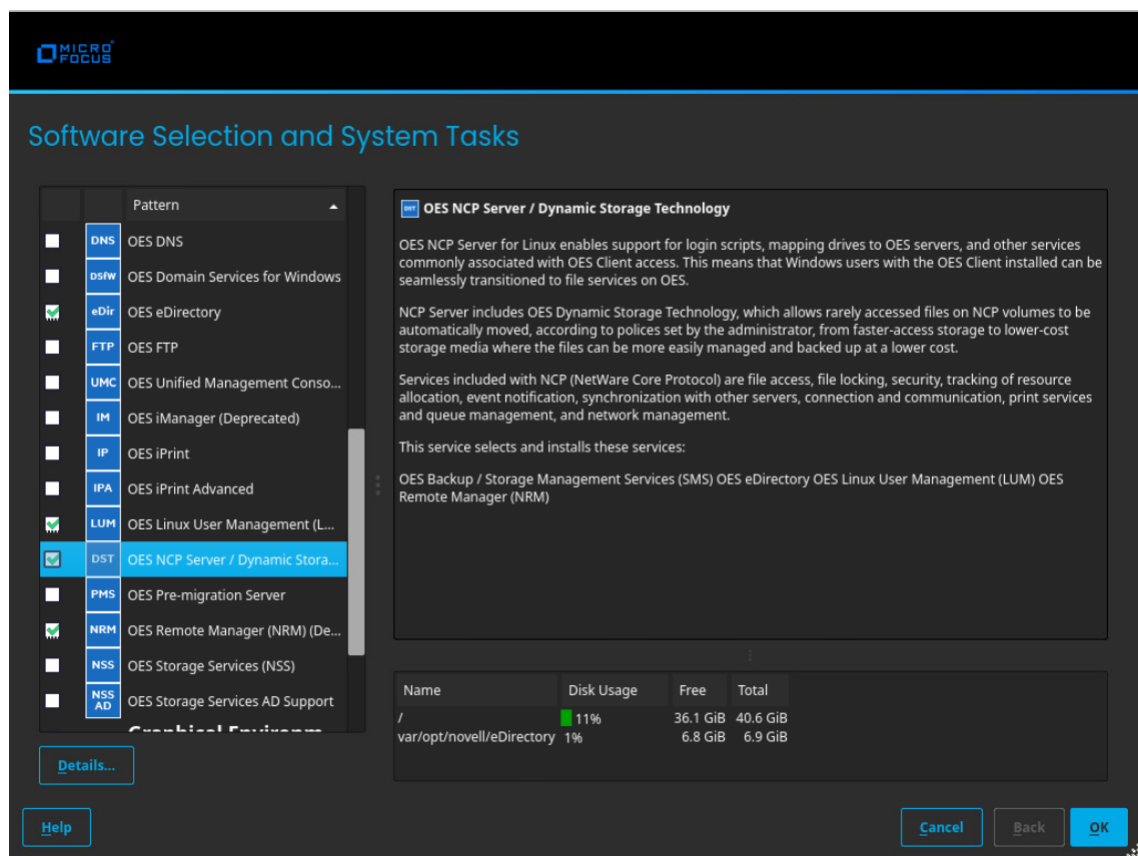 MICRO
FOCUS
Software Selection and System Tasks
Pattern
DNS OES DNS
DSfW OES Domain Services for Windows
eDir OES eDirectory
FTP OES FTP
UMC OES Unified Management Conso...
IM OES iManager (Deprecated)
IP OES iPrint
IPA OES iPrint Advanced
LUM OES Linux User Management (L...
DST OES NCP Server / Dynamic Stora...
PMS OES Pre-migration Server
NRM OES Remote Manager (NRM) (De...
NSS OES Storage Services (NSS)
NSS AD OES Storage Services AD Support
Graphical Environm
Details...
DST OES NCP Server / Dynamic Storage Technology
OES NCP Server for Linux enables support for login scripts, mapping drives to OES servers, and other services
commonly associated with OES Client access. This means that Windows users with the OES Client installed can be
seamlessly transitioned to file services on OES.
NCP Server includes OES Dynamic Storage Technology, which allows rarely accessed files on NCP volumes to be
automatically moved, according to polices set by the administrator, from faster-access storage to lower-cost
storage media where the files can be more easily managed and backed up at a lower cost.
Services included with NCP (NetWare Core Protocol) are file access, file locking, security, tracking of resource
allocation, event notification, synchronization with other servers, connection and communication, print services
and queue management, and network management.
This service selects and installs these services:
OES Backup / Storage Management Services (SMS) OES eDirectory OES Linux User Management (LUM) OES
Remote Manager (NRM)
Name Disk Usage Free Total
/ 11% 36.1 GiB 40.6 GiB
var/opt/novell/eDirectory 1% 6.8 GiB 6.9 GiB
Help
Cancel
Back
OK